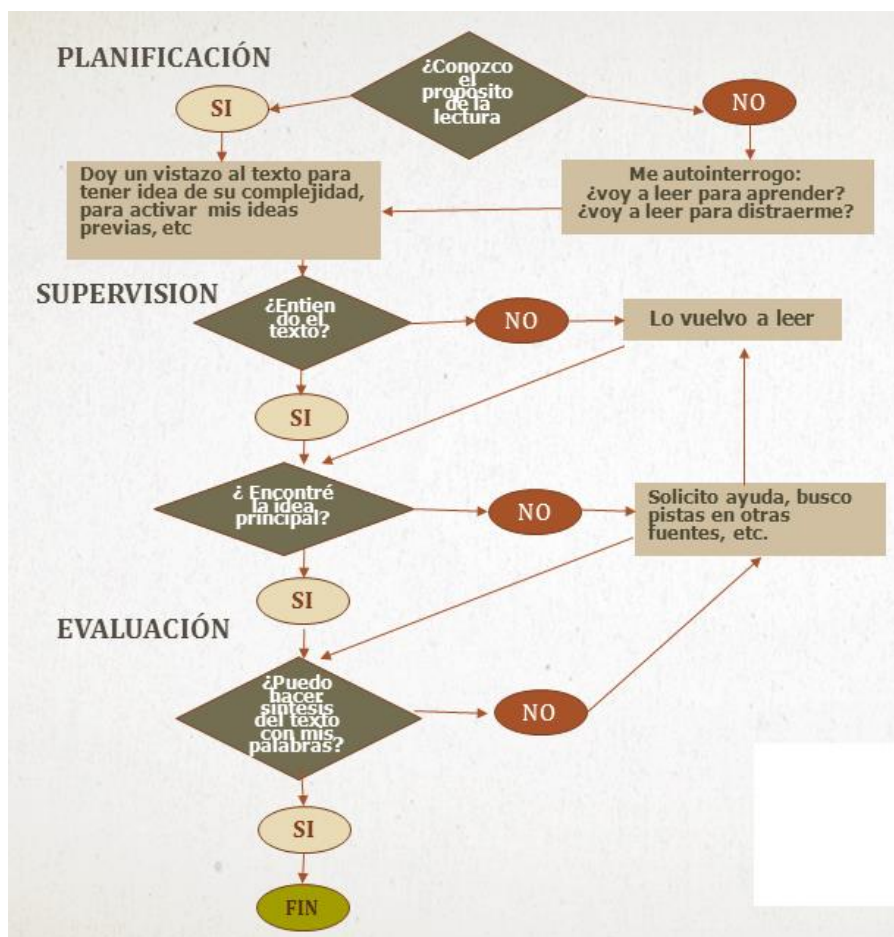 PLANIFICACIÓN
¿Conozco
el
propósito
de la
lectura
SI
NO
Doy un vistazo al texto para
tener idea de su complejidad,
para activar mis ideas
previas, etc
Me autointerrogo:
¿voy a leer para aprender?
¿voy a leer para distraerme?
SUPERVISION
¿Entien
do el
texto?
NO
Lo vuelvo a leer
SI
¿ Encontré
la idea
principal?
NO
Solicito ayuda, busco
pistas en otras
fuentes, etc.
SI
EVALUACIÓN
¿Puedo
hacer
síntesis
del texto
con mis
palabras?
NO
SI
FIN